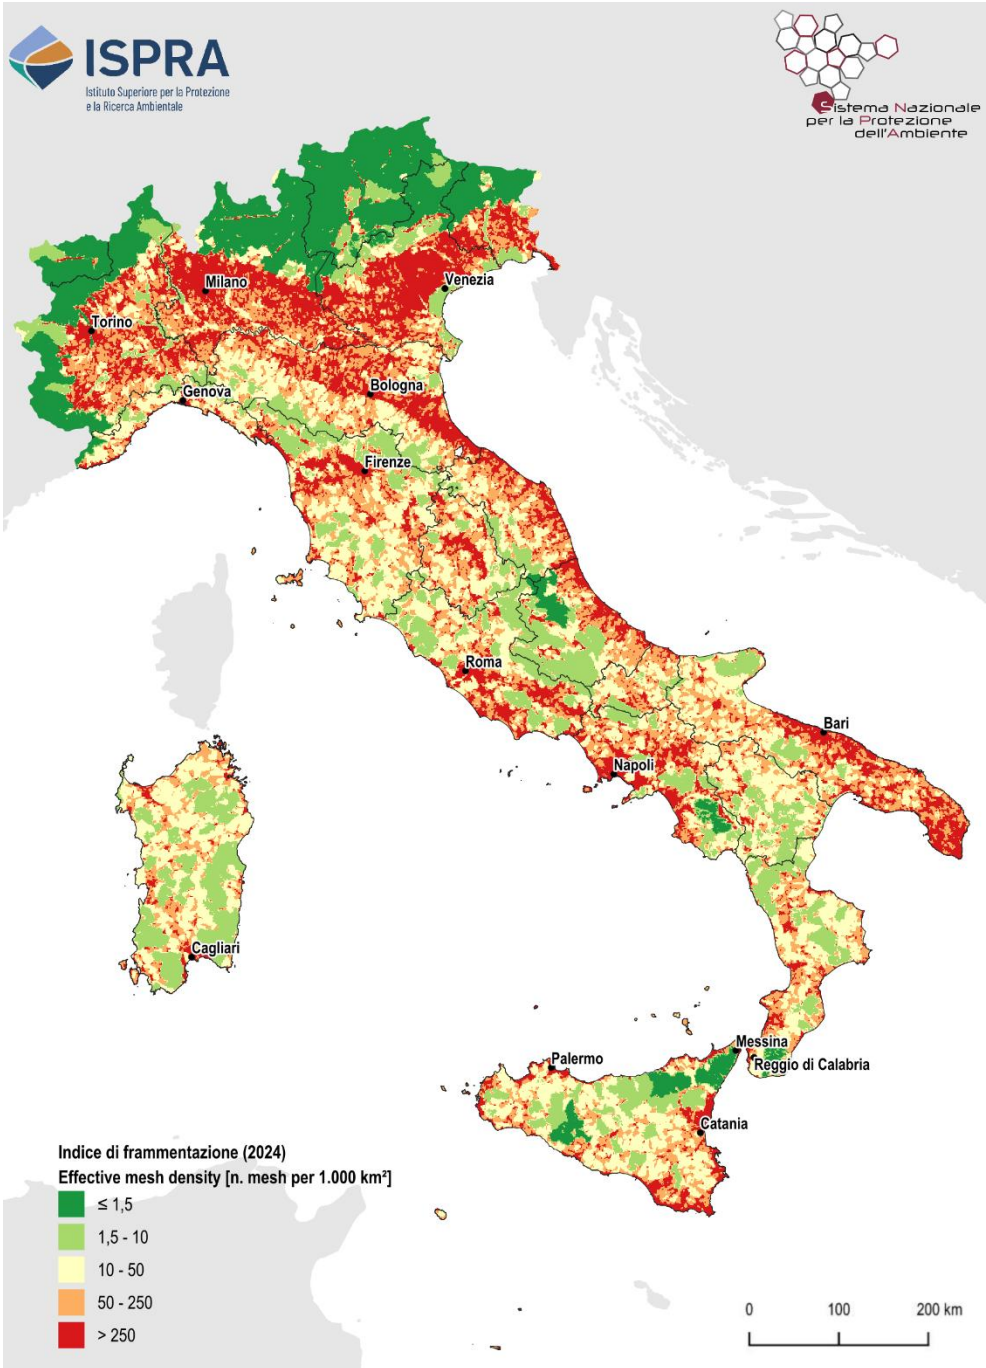 ISPRA
Istituto Superiore per la Protezione
e la Ricerca Ambientale
Sistema Nazionale
per la Protezione
dell'Ambiente
Milano
Venezia
Torino
Genova
Bologna
Firenze
Roma
Bari
Napoli
Cagliari
Messina
Palermo
Reggio di Calabria
Catania
Indice di frammentazione (2024)
Effective mesh density [n. mesh per 1.000 km²]
≤ 1,5
1,5 - 10
10 - 50
50 - 250
> 250
0 100 200 km